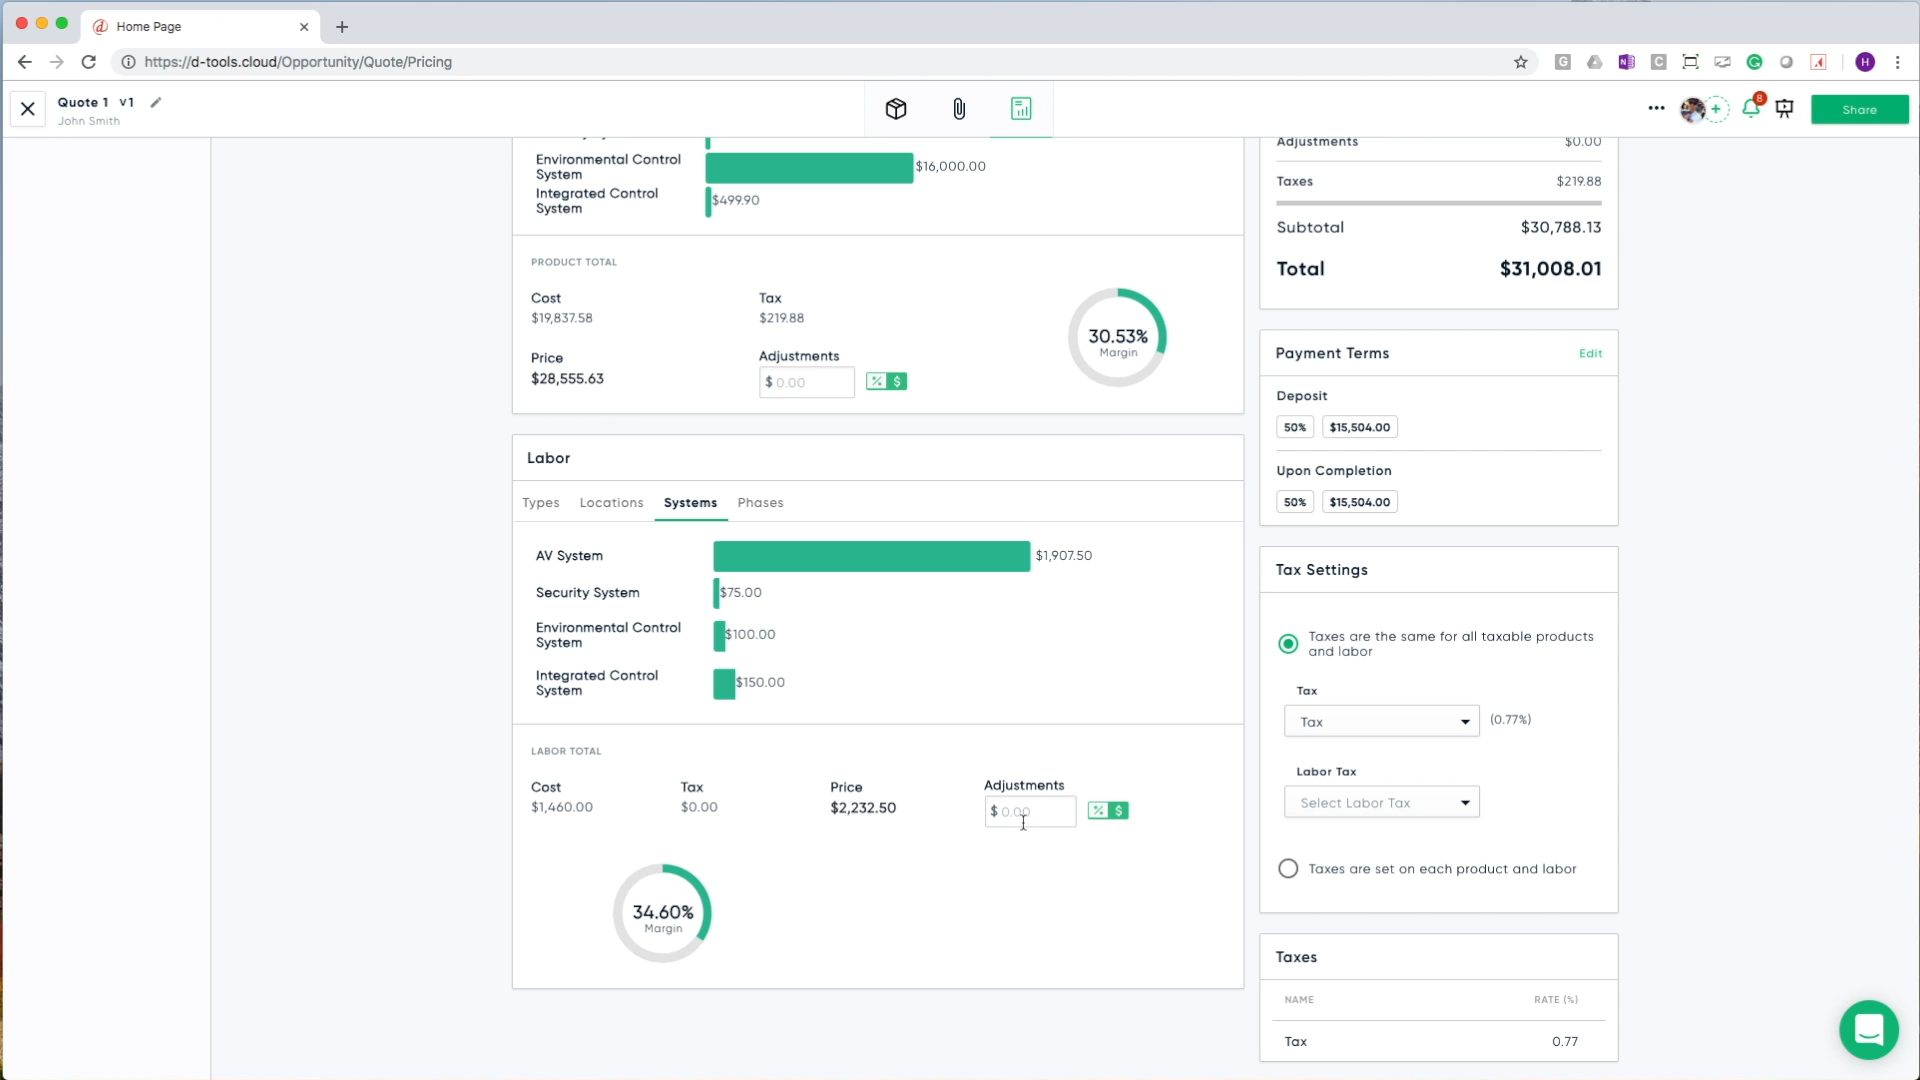 Home Page
https://d-tools.cloud/Opportunity/Quote/Pricing
Quote 1 v1
John Smith
8
Share
H
Environmental Control
System
$16,000.00
Integrated Control
System
$499.90
PRODUCT TOTAL
Cost
$19,837.58
Tax
$219.88
Price
$28,555.63
Adjustments
$ 0.00
% $
30.53%
Margin
Labor
Types Locations Systems Phases
AV System
$1,907.50
Security System
$75.00
Environmental Control
System
$100.00
Integrated Control
System
$150.00
LABOR TOTAL
Cost
$1,460.00
Tax
$0.00
Price
$2,232.50
Adjustments
$ 0.00
% $
34.60%
Margin
Adjustments $0.00
Taxes $219.88
Subtotal $30,788.13
Total $31,008.01
Payment Terms Edit
Deposit
50% $15,504.00
Upon Completion
50% $15,504.00
Tax Settings
Taxes are the same for all taxable products
and labor
Tax
Tax (0.77%)
Labor Tax
Select Labor Tax
Taxes are set on each product and labor
Taxes
NAME RATE (%)
Tax 0.77